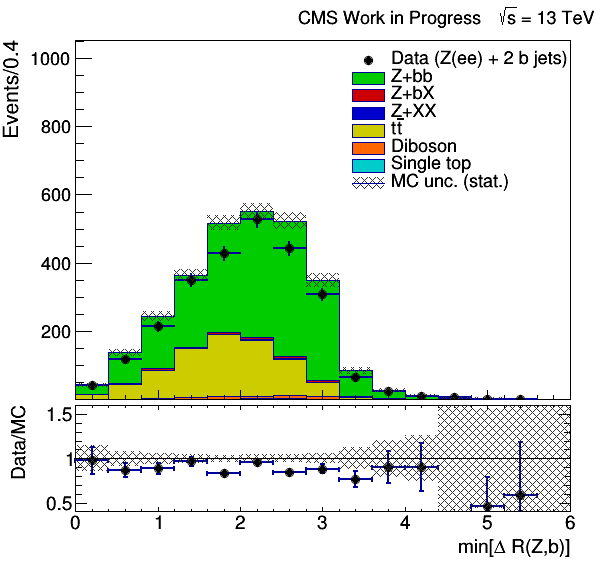 CMS Work in Progress √s = 13 TeV
Events/0.4
1000
800
600
400
200
Data (Z(ee) + 2 b jets)
Z+bb
Z+bX
Z+XX
tt̄
Diboson
Single top
MC unc. (stat.)
Data/MC
1.5
1
0.5
0 1 2 3 4 5 6
min[Δ R(Z,b)]